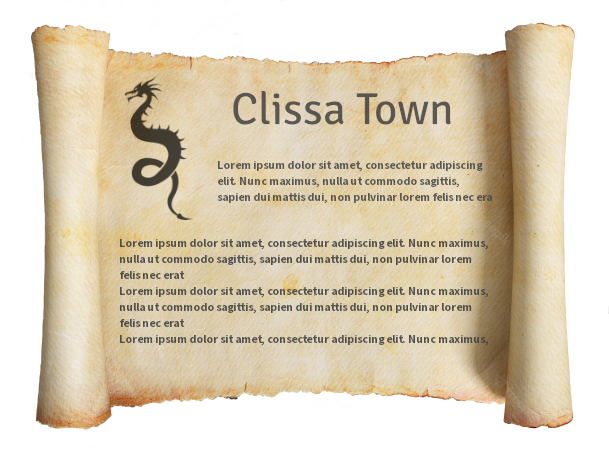 Clissa Town
Lorem ipsum dolor sit amet, consectetur adipiscing
elit. Nunc maximus, nulla ut commodo sagittis,
sapien dui mattis dui, non pulvinar lorem felis nec era
Lorem ipsum dolor sit amet, consectetur adipiscing elit. Nunc maximus,
nulla ut commodo sagittis, sapien dui mattis dui, non pulvinar lorem
felis nec erat
Lorem ipsum dolor sit amet, consectetur adipiscing elit. Nunc maximus,
nulla ut commodo sagittis, sapien dui mattis dui, non pulvinar lorem
felis nec erat
Lorem ipsum dolor sit amet, consectetur adipiscing elit. Nunc maximus,